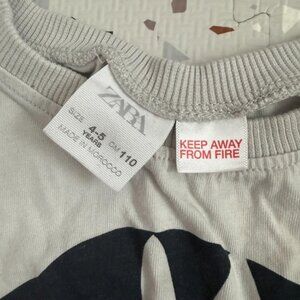 ZARA
SIZE 4-5 YEARS CM 110
MADE IN MOROCCO
KEEP AWAY
FROM FIRE